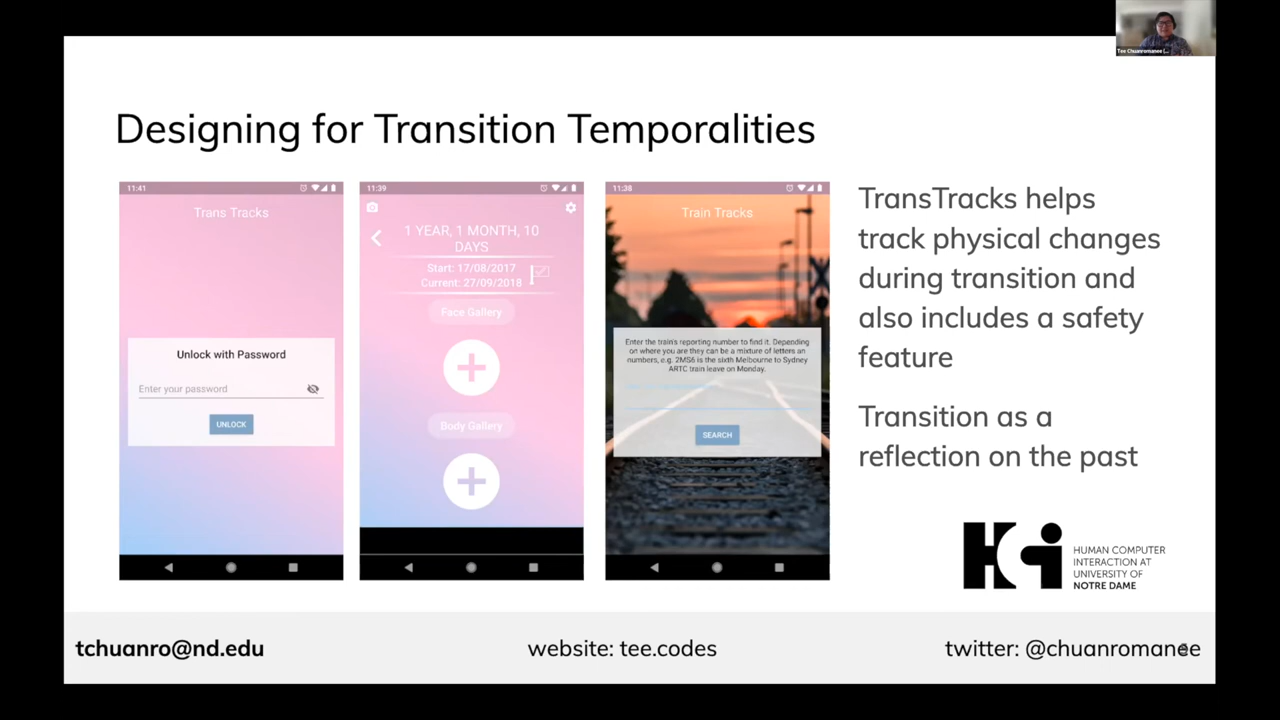 Tee Chuanromanee (...
Designing for Transition Temporalities
11:41
Trans Tracks
Unlock with Password
Enter your password
UNLOCK
11:39
1 YEAR, 1 MONTH, 10
DAYS
Start: 17/08/2017
Current: 27/09/2018
Face Gallery
Body Gallery
11:38
Train Tracks
Enter the train's reporting number to find it. Depending
on where you are they can be a mixture of letters an
numbers, e.g. 2MS6 is the sixth Melbourne to Sydney
ARTC train leave on Monday.
SEARCH
TransTracks helps
track physical changes
during transition and
also includes a safety
feature
Transition as a
reflection on the past
HCi
HUMAN COMPUTER
INTERACTION AT
UNIVERSITY OF
NOTRE DAME
tchuanro@nd.edu
website: tee.codes
twitter: @chuanromanee